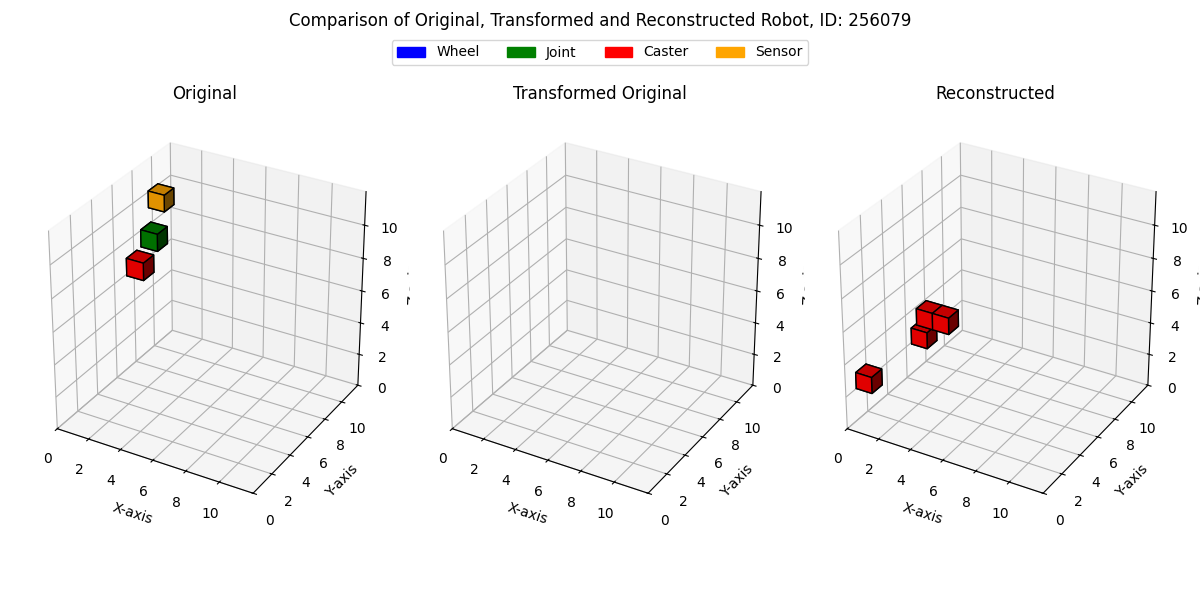 Comparison of Original, Transformed and Reconstructed Robot, ID: 256079
Wheel Joint Caster Sensor
Original Transformed Original Reconstructed
0 2 4 6 8 10
X-axis
0 2 4 6 8 10
Y-axis
0 2 4 6 8 10
0 2 4 6 8 10
X-axis
0 2 4 6 8 10
Y-axis
0 2 4 6 8 10
0 2 4 6 8 10
X-axis
0 2 4 6 8 10
Y-axis
0 2 4 6 8 10